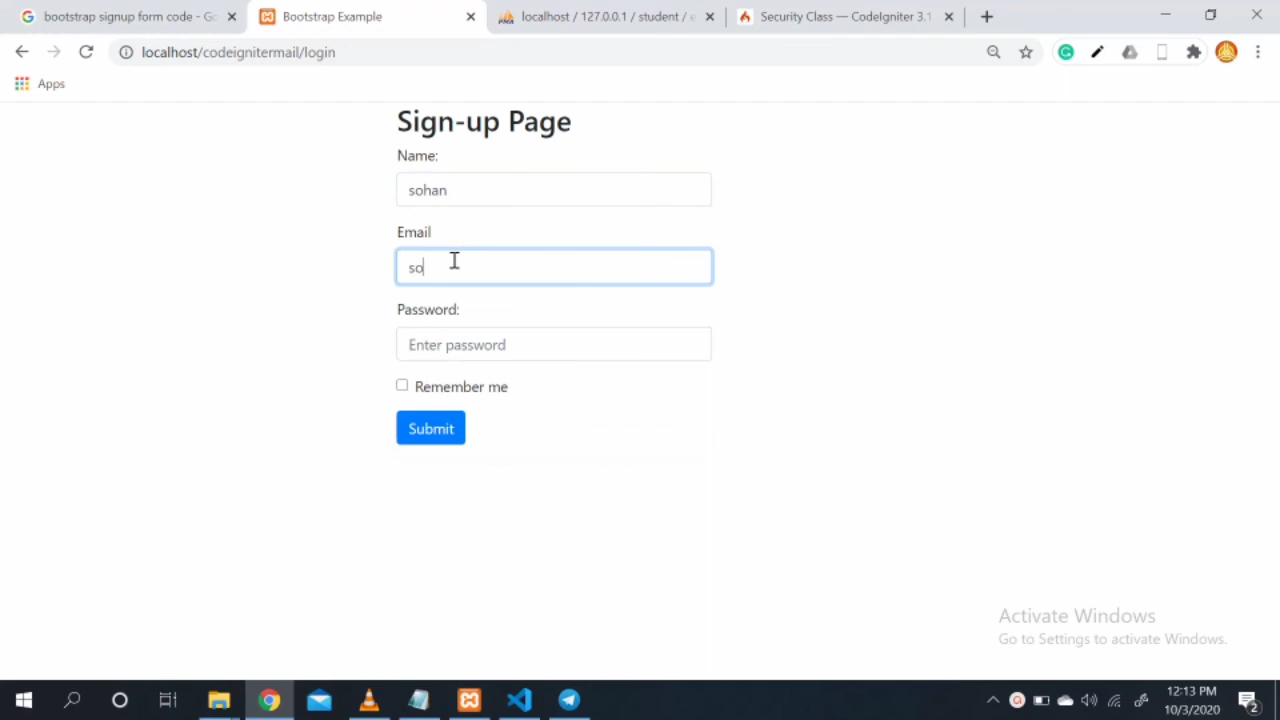 bootstrap signup form code - Go
Bootstrap Example
localhost / 127.0.0.1 / student / e
Security Class — CodeIgniter 3.1
localhost/codeignitermail/login
Apps
Sign-up Page
Name:
sohan
Email
so
Password:
Enter password
Remember me
Submit
Activate Windows
Go to Settings to activate Windows.
12:13 PM
10/3/2020
2